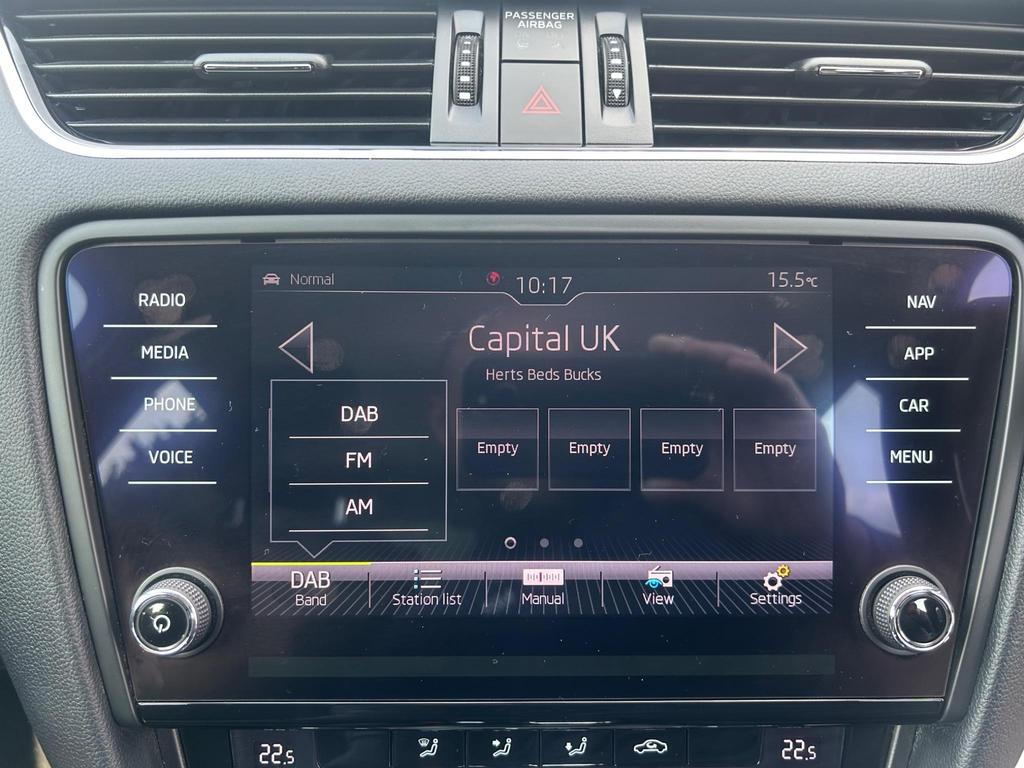 PASSENGER
AIRBAG
RADIO
MEDIA
PHONE
VOICE
Normal
10:17
15.5°C
Capital UK
Herts Beds Bucks
DAB
FM
AM
Empty
Empty
Empty
Empty
DAB
Band
Station list
Manual
View
Settings
NAV
APP
CAR
MENU
22.5
22.5